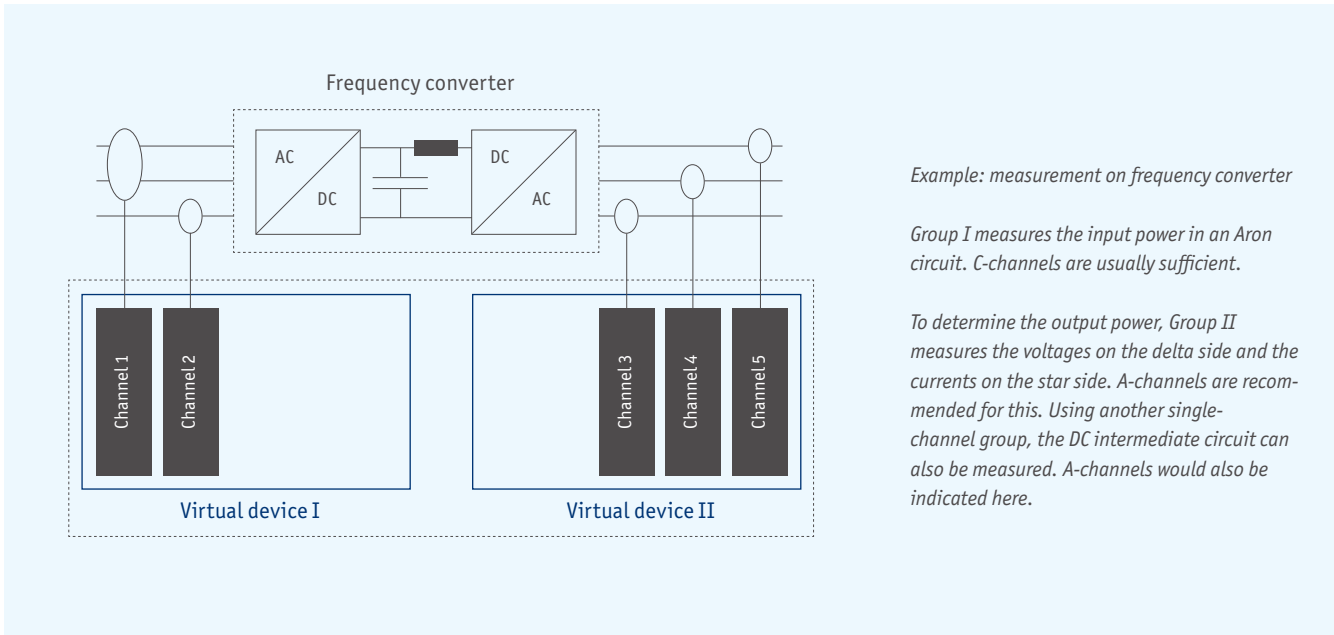 Frequency converter
AC
DC
DC
AC
Channel 1
Channel 2
Channel 3
Channel 4
Channel 5
Virtual device I
Virtual device II
Example: measurement on frequency converter
Group I measures the input power in an Aron
circuit. C-channels are usually sufficient.
To determine the output power, Group II
measures the voltages on the delta side and the
currents on the star side. A-channels are recom-
mended for this. Using another single-
channel group, the DC intermediate circuit can
also be measured. A-channels would also be
indicated here.